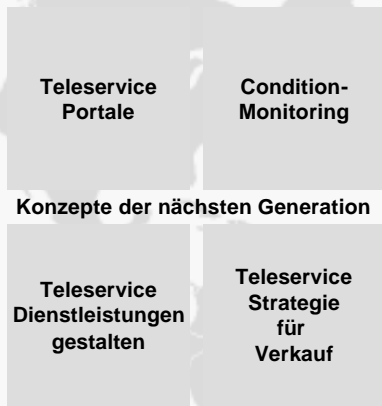 Teleservice
Portale
Condition-
Monitoring
Konzepte der nächsten Generation
Teleservice
Dienstleistungen
gestalten
Teleservice
Strategie
für
Verkauf